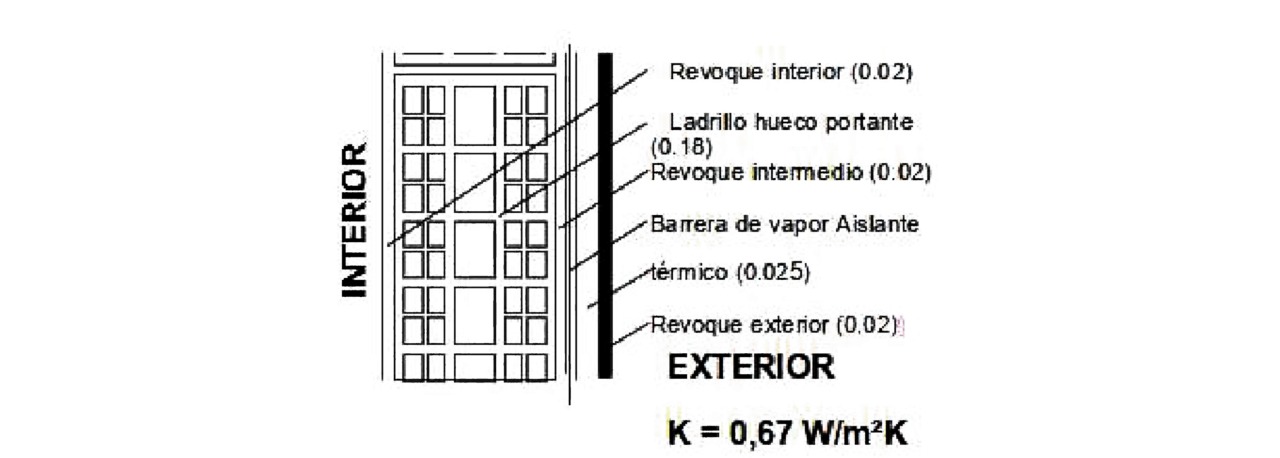 Revoque interior (0.02)
Ladrillo hueco portante
(0.18)
Revoque intermedio (0.02)
Barrera de vapor Aislante
térmico (0.025)
Revoque exterior (0.02)
INTERIOR
EXTERIOR
K = 0,67 W/m²K